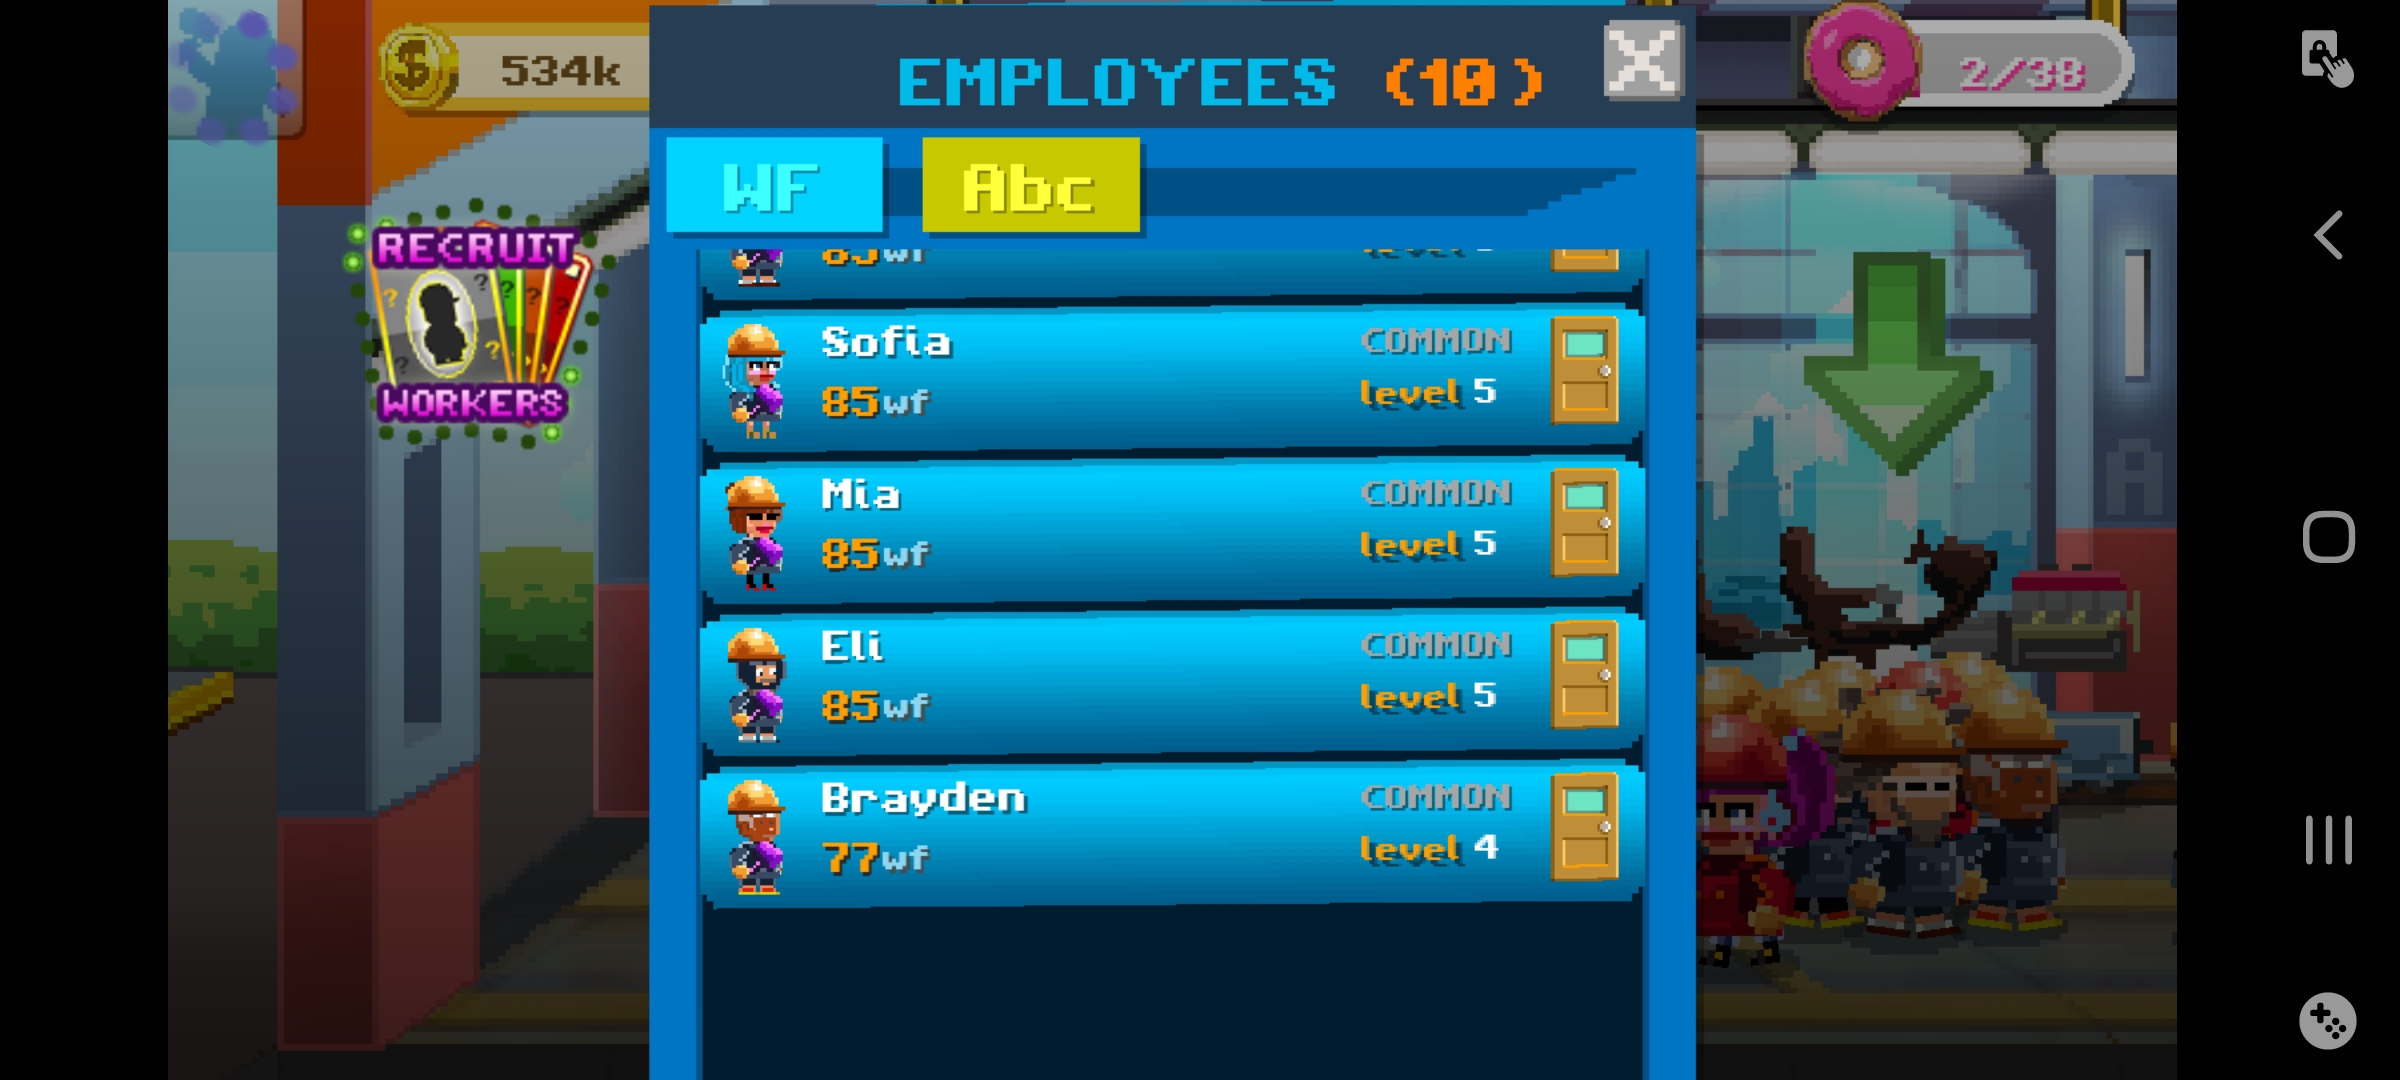 534k
EMPLOYEES (10)
2/38
WF
Abc
RECRUIT
WORKERS
85wf
Sofia
COMMON
85wf
level 5
Mia
COMMON
85wf
level 5
Eli
COMMON
85wf
level 5
Brayden
COMMON
77wf
level 4
A